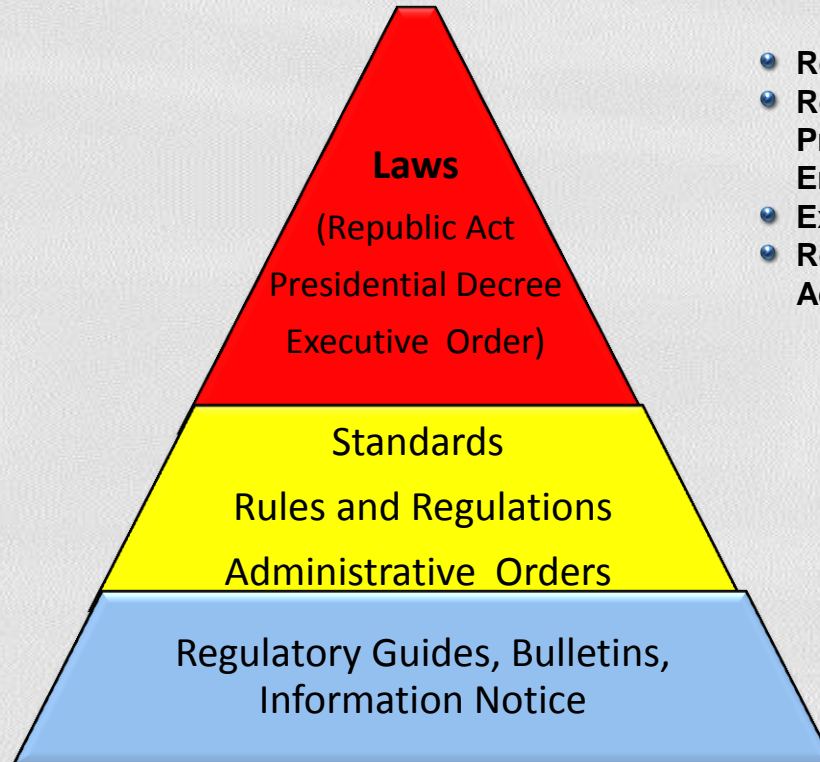 Laws
(Republic Act
Presidential Decree
Executive Order)
Standards
Rules and Regulations
Administrative Orders
Regulatory Guides, Bulletins,
Information Notice